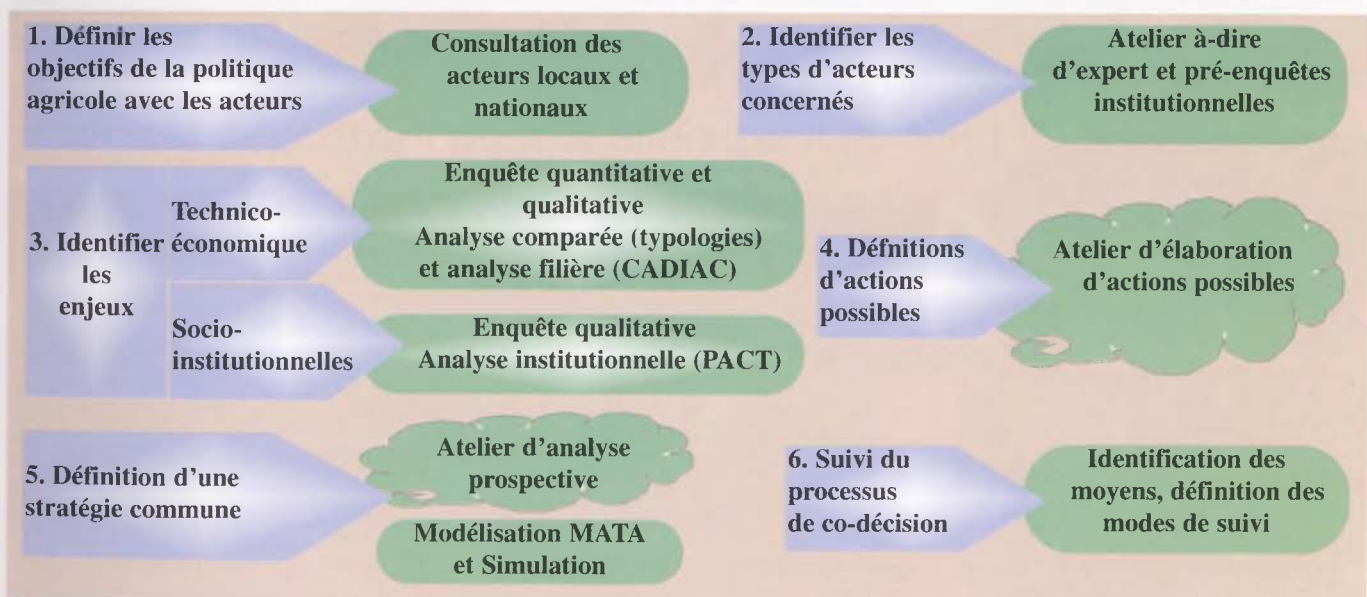 1. Définir les
objectifs de la politique
agricole avec les acteurs
Consultation des
acteurs locaux et
nationaux
2. Identifier les
types d'acteurs
concernés
Atelier à-dire
d'expert et pré-enquêtes
institutionnelles
3. Identifier
les
enjeux
Technico-
économique
Enquête quantitative et
qualitative
Analyse comparée (typologies)
et analyse filière (CADIAC)
Socio-
institutionnelles
Enquête qualitative
Analyse institutionnelle (PACT)
4. Défnitions
d'actions
possibles
Atelier d'élaboration
d'actions possibles
5. Définition d'une
stratégie commune
Atelier d'analyse
prospective
Modélisation MATA
et Simulation
6. Suivi du
processus
de co-décision
Identification des
moyens, définition des
modes de suivi